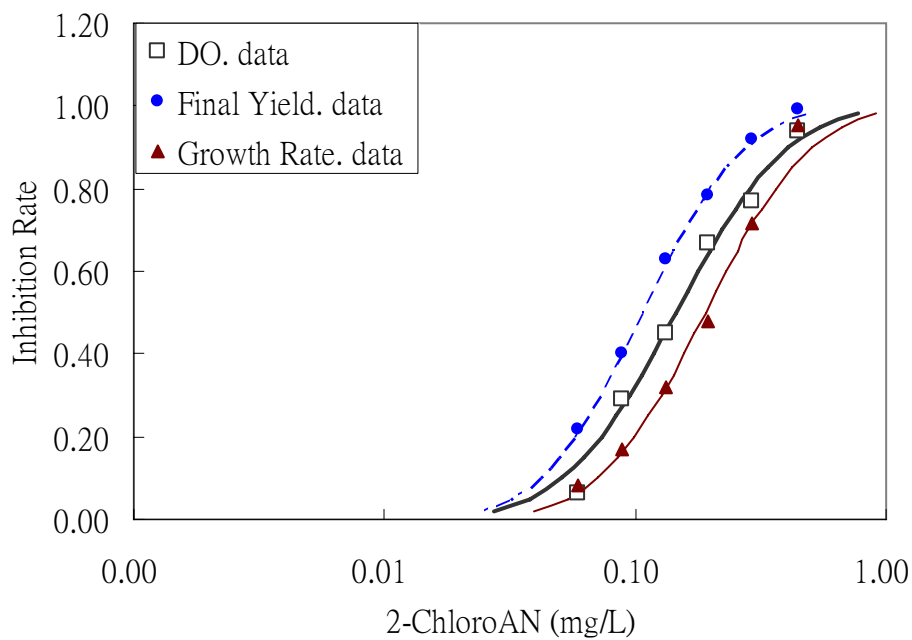 1.20
1.00
0.80
0.60
0.40
0.20
0.00
Inhibition Rate
DO. data
Final Yield. data
Growth Rate. data
0.00 0.01 0.10 1.00
2-ChloroAN (mg/L)